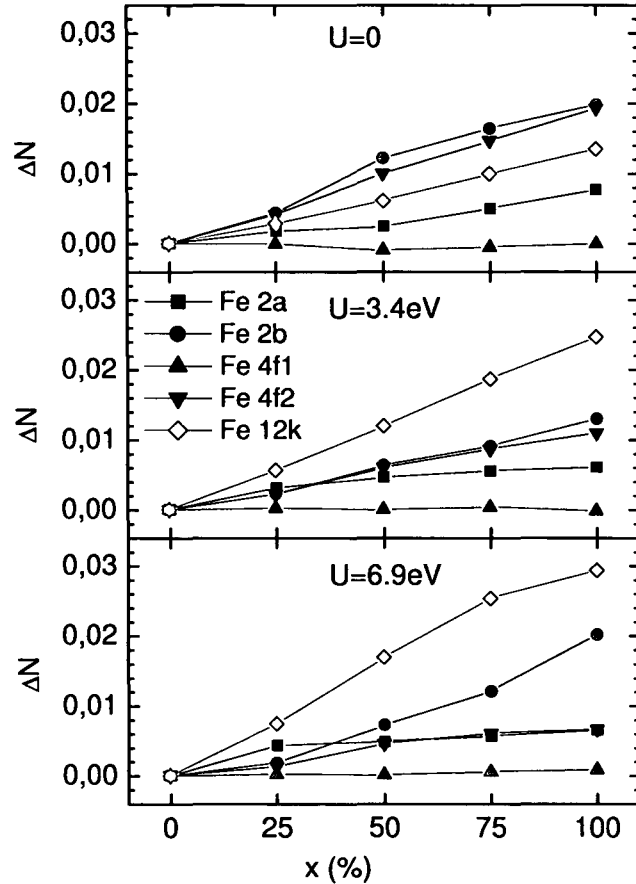 0,03
U=0
0,02
ΔN
0,01
0,00
Fe 2a
U=3.4eV
0,03
Fe 2b
Fe 4f1
0,02
Fe 4f2
ΔN
Fe 12k
0,01
0,00
0,03
U=6.9eV
0,02
ΔN
0,01
0,00
0 25 50 75 100
x (%)